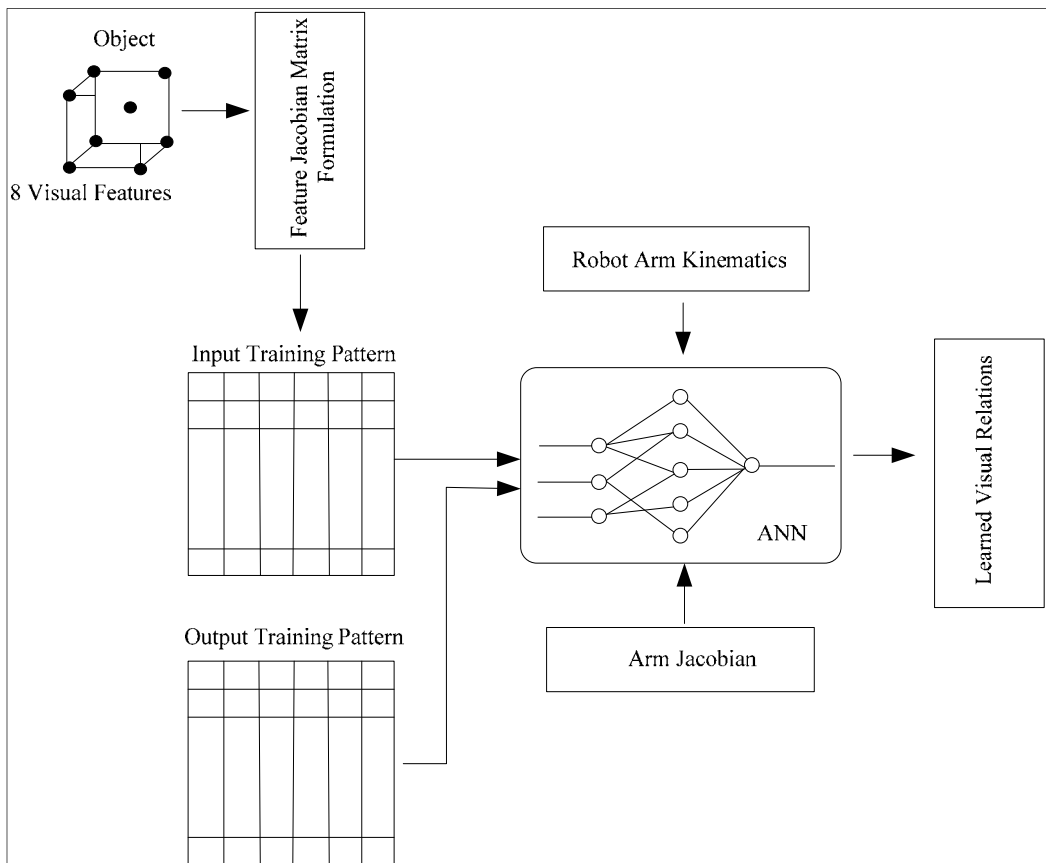 Object
8 Visual Features
Feature Jacobian Matrix
Formulation
Robot Arm Kinematics
Input Training Pattern
ANN
Learned Visual Relations
Output Training Pattern
Arm Jacobian